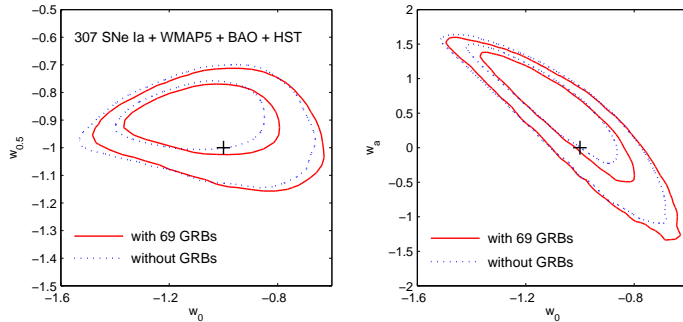 307 SNe Ia + WMAP5 + BAO + HST
with 69 GRBs
without GRBs
−0.5
−0.6
−0.7
−0.8
−0.9
−1
−1.1
−1.2
−1.3
−1.4
−1.5
w0.5
−1.6
−1.2
−0.8
w0
with 69 GRBs
without GRBs
2
1.5
1
0.5
0
−0.5
−1
−1.5
−2
wa
−1.6
−1.2
−0.8
w0